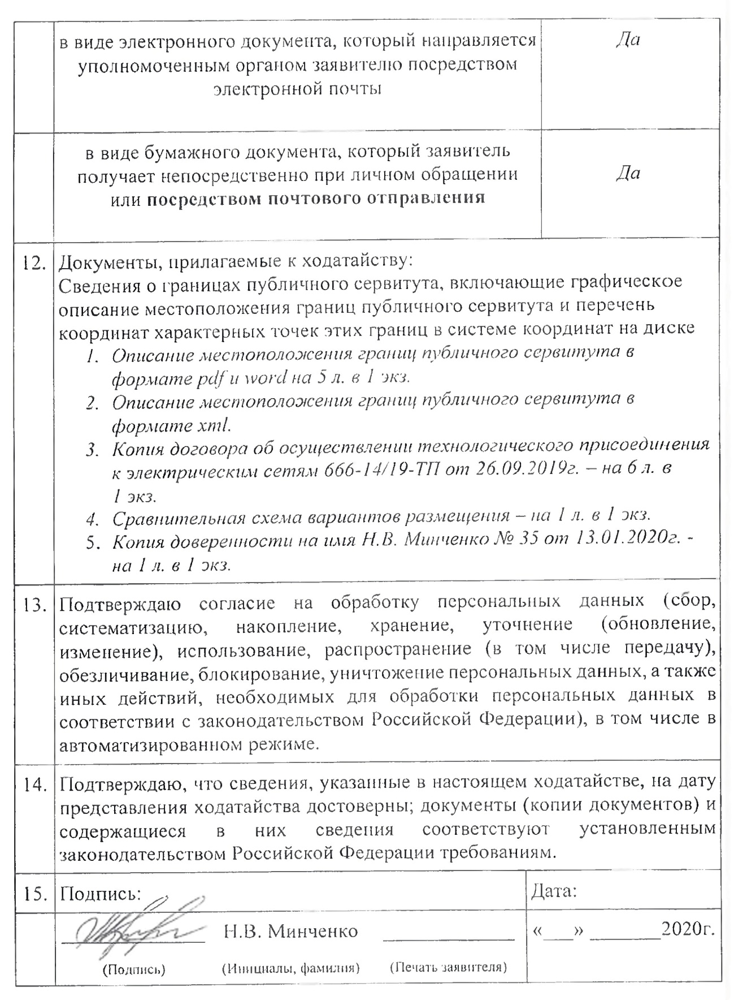 в виде электронного документа, который направляется Да
уполномоченным органом заявителю посредством
электронной почты
в виде бумажного документа, который заявитель
получает непосредственно при личном обращении Да
или посредством почтового отправления
12. Документы, прилагаемые к ходатайству:
Сведения о границах публичного сервитута, включающие графическое
описание местоположения границ публичного сервитута и перечень
координат характерных точек этих границ в системе координат на диске
1. Описание местоположения границ публичного сервитута в
формате pdf и word на 5 л. в 1 экз.
2. Описание местоположения границ публичного сервитута в
формате xml.
3. Копия договора об осуществлении технологического присоединения
к электрическим сетям 666-14/19-ТП от 26.09.2019г. – на 6 л. в
1 экз.
4. Сравнительная схема вариантов размещения – на 1 л. в 1 экз.
5. Копия доверенности на имя Н.В. Минченко № 35 от 13.01.2020г. -
на 1 л. в 1 экз.
13. Подтверждаю согласие на обработку персональных данных (сбор,
систематизацию, накопление, хранение, уточнение (обновление,
изменение), использование, распространение (в том числе передачу),
обезличивание, блокирование, уничтожение персональных данных, а также
иных действий, необходимых для обработки персональных данных в
соответствии с законодательством Российской Федерации), в том числе в
автоматизированном режиме.
14. Подтверждаю, что сведения, указанные в настоящем ходатайстве, на дату
представления ходатайства достоверны; документы (копии документов) и
содержащиеся в них сведения соответствуют установленным
законодательством Российской Федерации требованиям.
15. Подпись: Дата:
Н.В. Минченко «___» ________2020г.
(Подпись) (Инициалы, фамилия) (Печать заявителя)